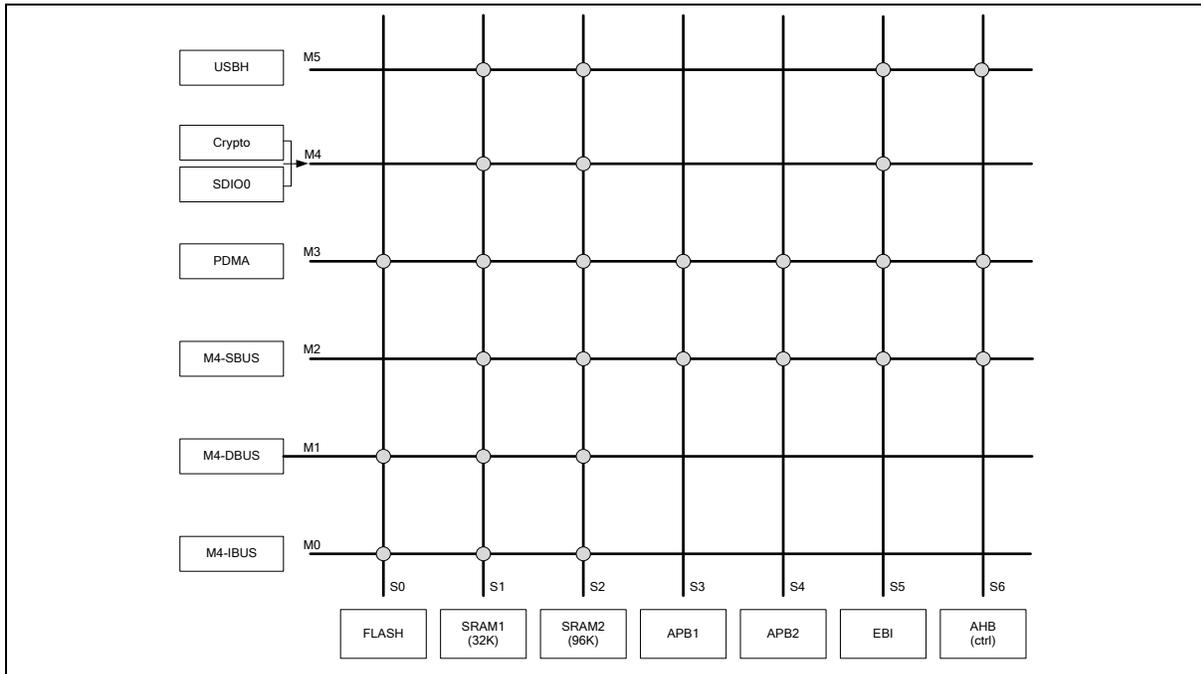 M5
USBH
Crypto
M4
SDIO0
M3
PDMA
M2
M4-SBUS
M1
M4-DBUS
M0
M4-IBUS
S0 S1 S2 S3 S4 S5 S6
FLASH
SRAM1
(32K)
SRAM2
(96K)
APB1
APB2
EBI
AHB
(ctrl)